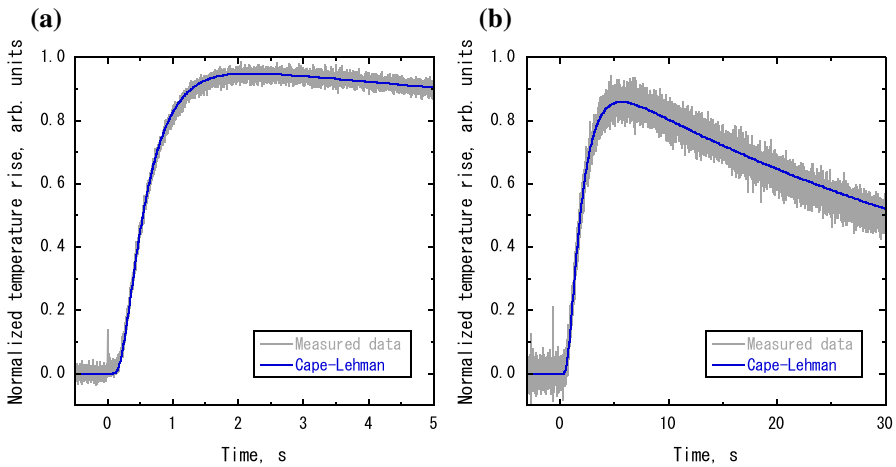 (a)
Normalized temperature rise, arb. units
1.0
0.8
0.6
0.4
0.2
0.0
Measured data
Cape-Lehman
0 1 2 3 4 5
Time, s
(b)
Normalized temperature rise, arb. units
1.0
0.8
0.6
0.4
0.2
0.0
Measured data
Cape-Lehman
0 10 20 30
Time, s